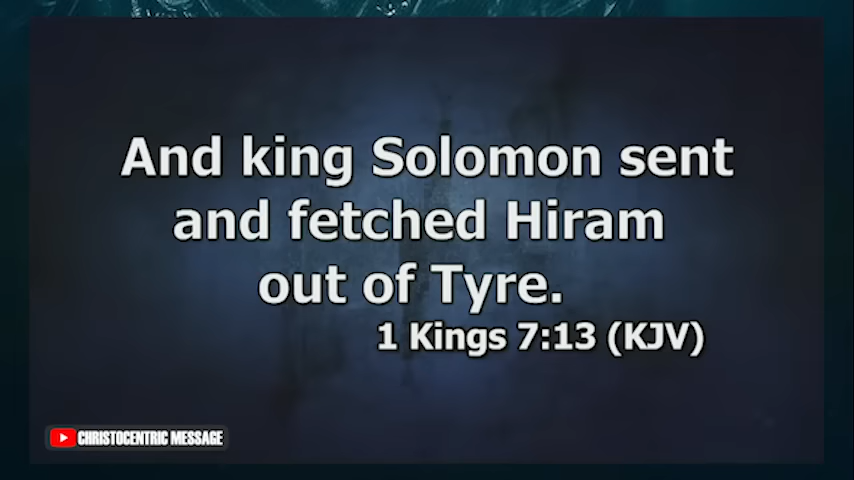 And king Solomon sent
and fetched Hiram
out of Tyre.
1 Kings 7:13 (KJV)
CHRISTOCENTRIC MESSAGE